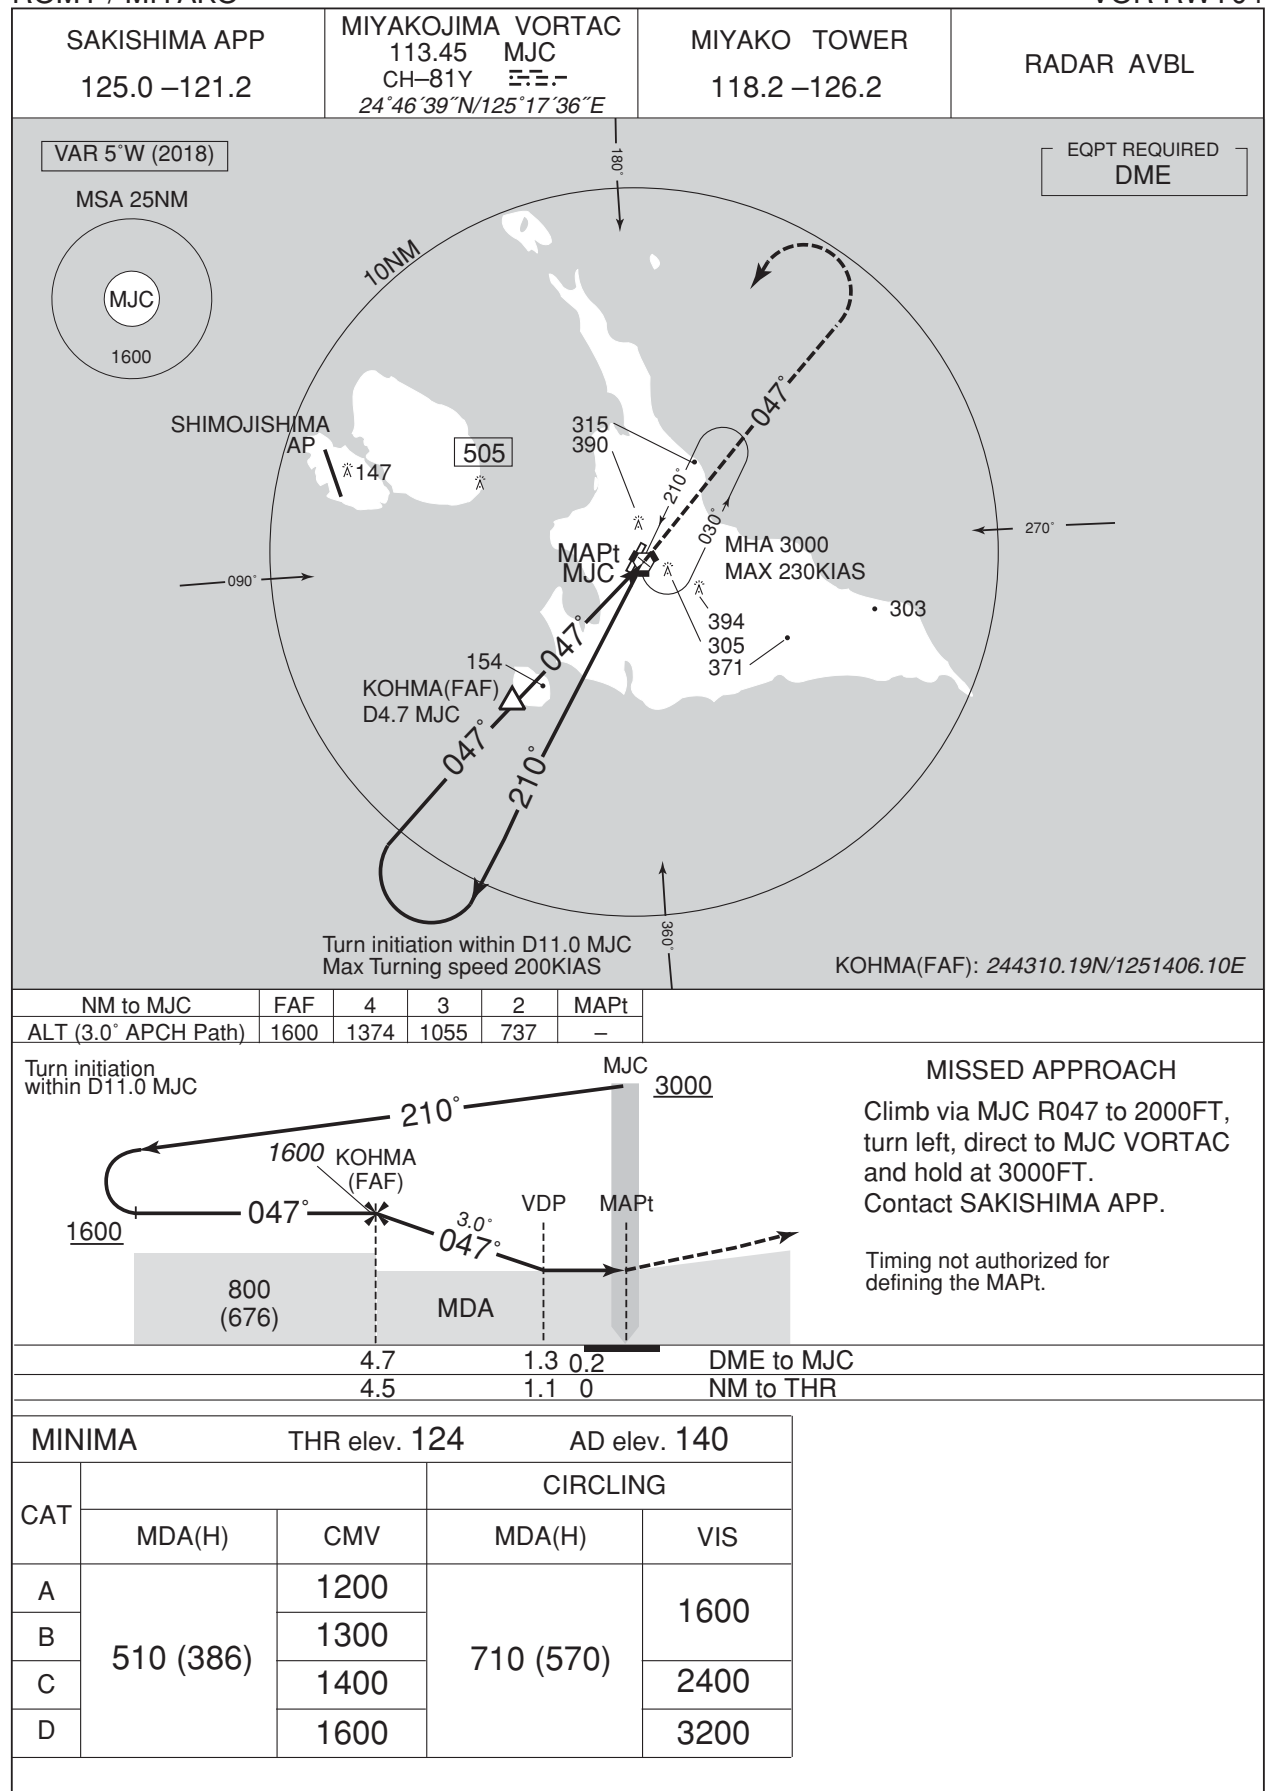 SAKISHIMA APP
125.0 –121.2
MIYAKOJIMA VORTAC
113.45 MJC
CH–81Y
24˚46´39˝N/125˚17´36˝E
MIYAKO TOWER
118.2 –126.2
RADAR AVBL
VAR 5˚W (2018)
MSA 25NM
MJC
1600
EQPT REQUIRED
DME
180˚
10NM
SHIMOJISHIMA
AP
147
505
315
390
047˚
210˚
030˚
270˚
090˚
MAPt
MJC
MHA 3000
MAX 230KIAS
394
305
371
303
154
047˚
KOHMA(FAF)
D4.7 MJC
047˚
210˚
360˚
Turn initiation within D11.0 MJC
Max Turning speed 200KIAS
KOHMA(FAF): 244310.19N/1251406.10E
NM to MJC FAF 4 3 2 MAPt
ALT (3.0˚ APCH Path) 1600 1374 1055 737 –
Turn initiation
within D11.0 MJC
MJC
3000
210˚
1600
KOHMA
(FAF)
VDP
MAPt
047˚
1600
3.0˚
047˚
800
(676)
MDA
MISSED APPROACH
Climb via MJC R047 to 2000FT,
turn left, direct to MJC VORTAC
and hold at 3000FT.
Contact SAKISHIMA APP.
Timing not authorized for
defining the MAPt.
4.7 1.3 0.2 DME to MJC
4.5 1.1 0 NM to THR
MINIMA THR elev. 124 AD elev. 140
CAT
CIRCLING
MDA(H) CMV MDA(H) VIS
A 1200
B 1300
C 1400
D 1600
510 (386)
710 (570)
1600
2400
3200